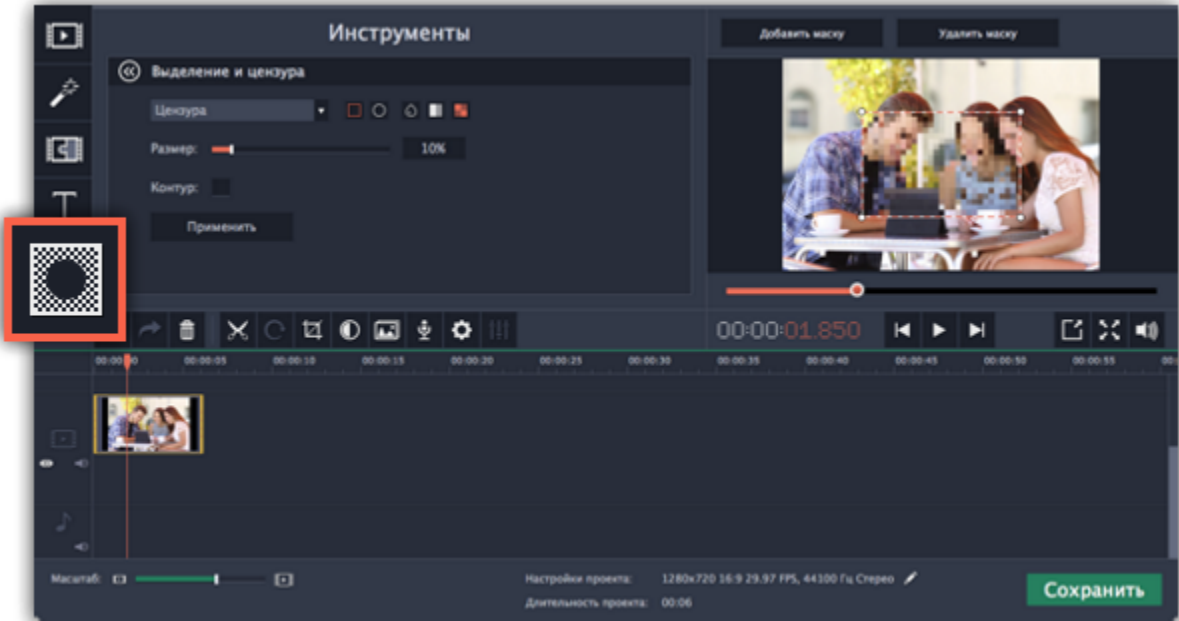 Инструменты
Добавить маску
Удалить маску
Выделение и цензура
Цензура
Размер:
10%
Контур:
Применить
T
00:00:01.850
00:00:00 00:00:05 00:00:10 00:00:15 00:00:20 00:00:25 00:00:30 00:00:35 00:00:40 00:00:45 00:00:50 00:00:55 00:
Масштаб:
Настройки проекта: 1280x720 16:9 29.97 FPS, 44100 Гц Стерео
Длительность проекта: 00:06
Сохранить